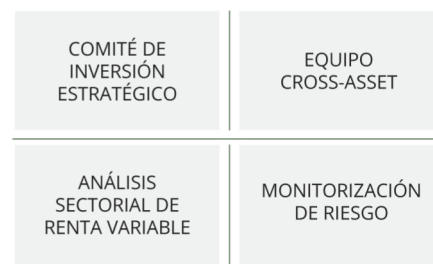 COMITÉ DE
INVERSIÓN
ESTRATÉGICO
EQUIPO
CROSS-ASSET
ANÁLISIS
SECTORIAL DE
RENTA VARIABLE
MONITORIZACIÓN
DE RIESGO